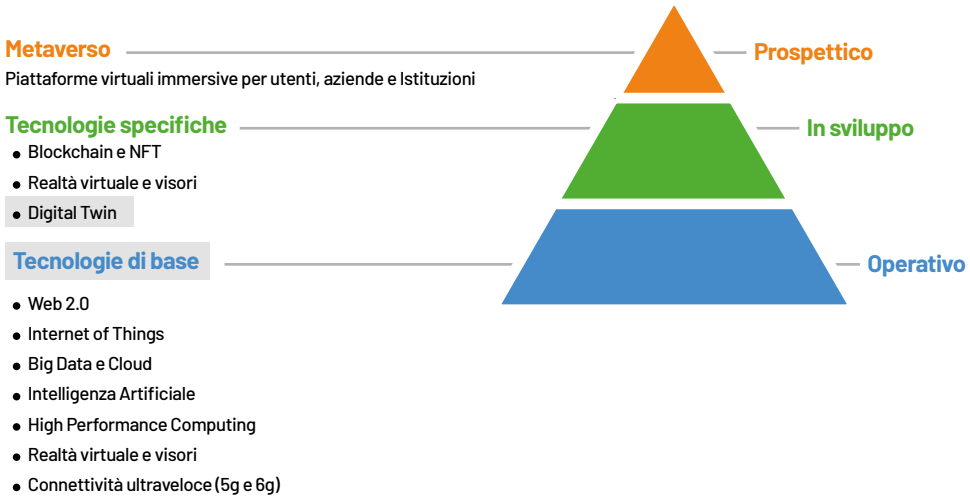 Metaverso
Prospettico
Piattaforme virtuali immersive per utenti, aziende e Istituzioni
Tecnologie specifiche
In sviluppo
• Blockchain e NFT
• Realtà virtuale e visori
• Digital Twin
Tecnologie di base
Operativo
• Web 2.0
• Internet of Things
• Big Data e Cloud
• Intelligenza Artificiale
• High Performance Computing
• Realtà virtuale e visori
• Connettività ultraveloce (5g e 6g)